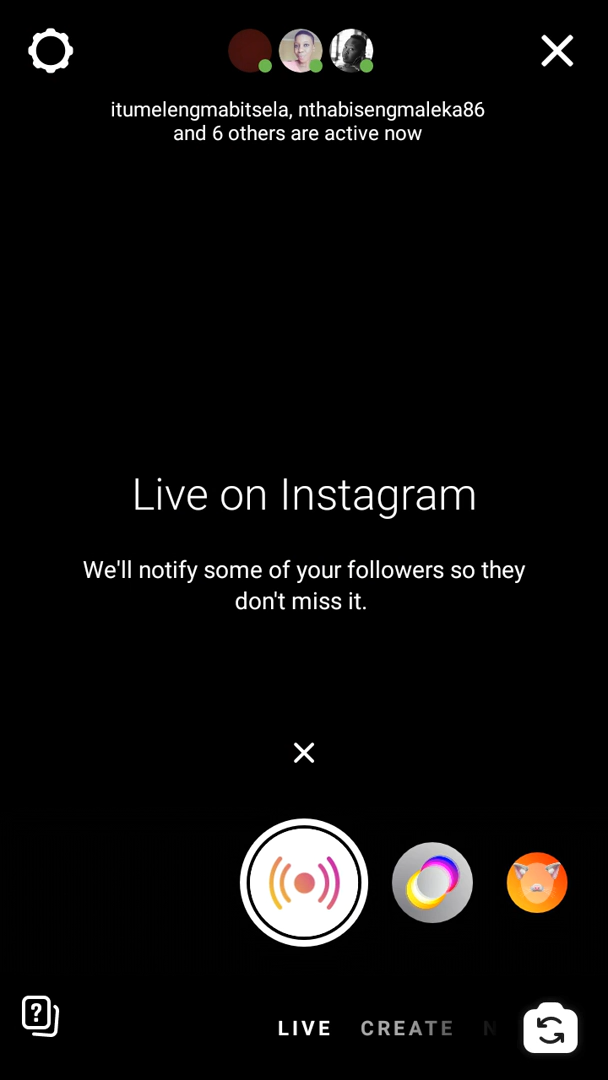 itumelengmabitsela, nthabisengmaleka86
and 6 others are active now
Live on Instagram
We'll notify some of your followers so they
don't miss it.
LIVE CREATE N